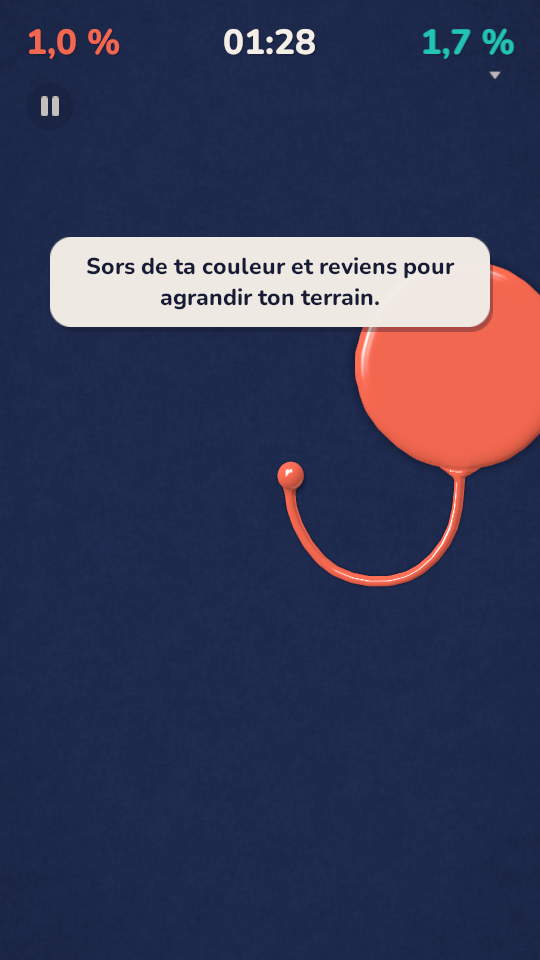 1,0 %
01:28
1,7 %
Sors de ta couleur et reviens pour
agrandir ton terrain.